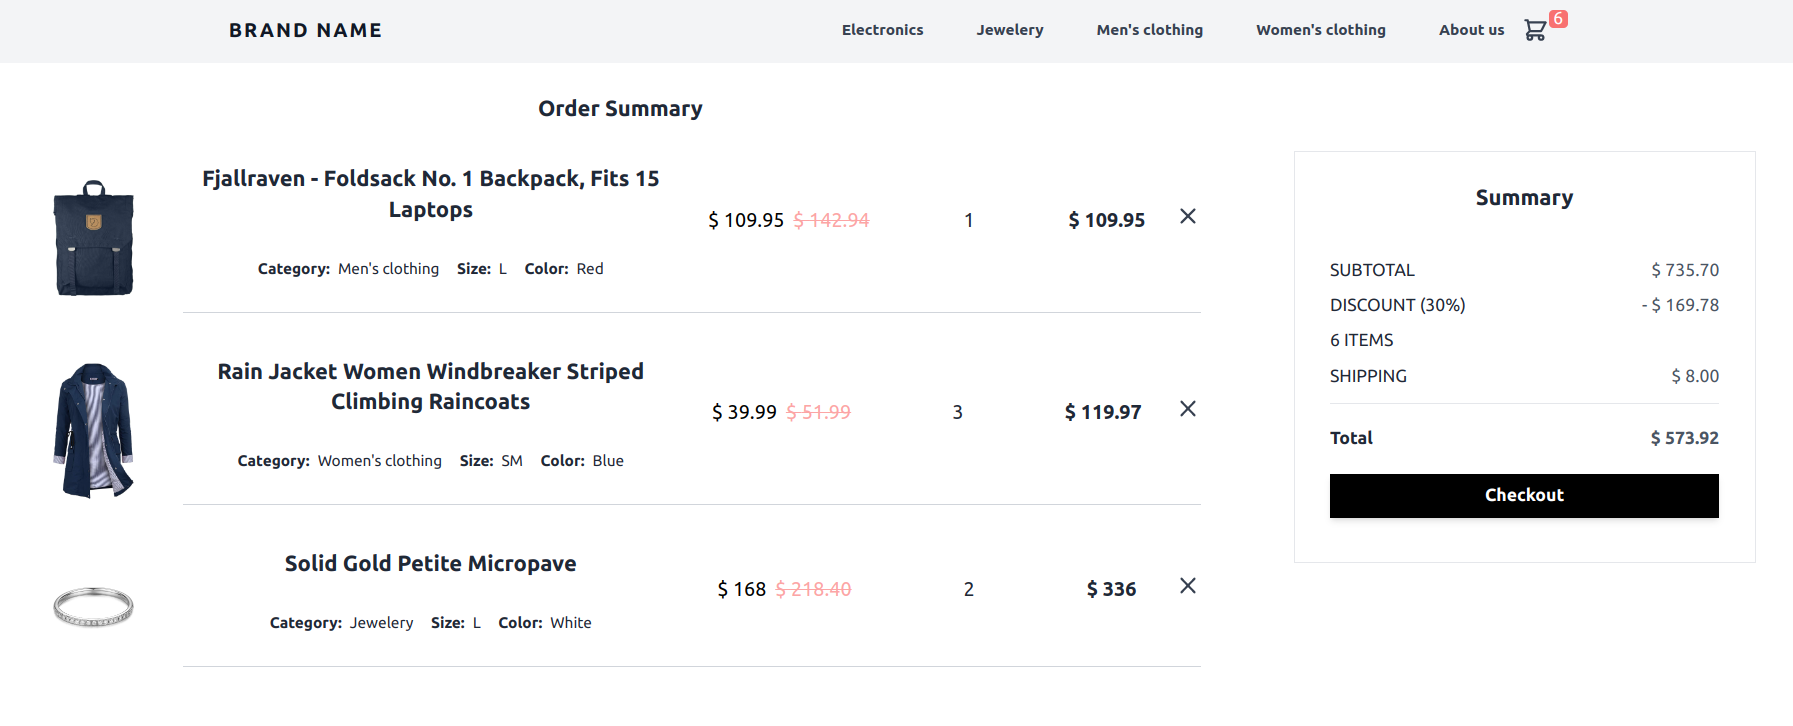 BRAND NAME
Electronics
Jewelery
Men's clothing
Women's clothing
About us
6
Order Summary
Fjallraven - Foldsack No. 1 Backpack, Fits 15
Laptops
Category: Men's clothing Size: L Color: Red
$ 109.95 $ 142.94
1
$ 109.95
Rain Jacket Women Windbreaker Striped
Climbing Raincoats
Category: Women's clothing Size: SM Color: Blue
$ 39.99 $ 51.99
3
$ 119.97
Solid Gold Petite Micropave
Category: Jewelery Size: L Color: White
$ 168 $ 218.40
2
$ 336
Summary
SUBTOTAL $ 735.70
DISCOUNT (30%) - $ 169.78
6 ITEMS
SHIPPING $ 8.00
Total $ 573.92
Checkout